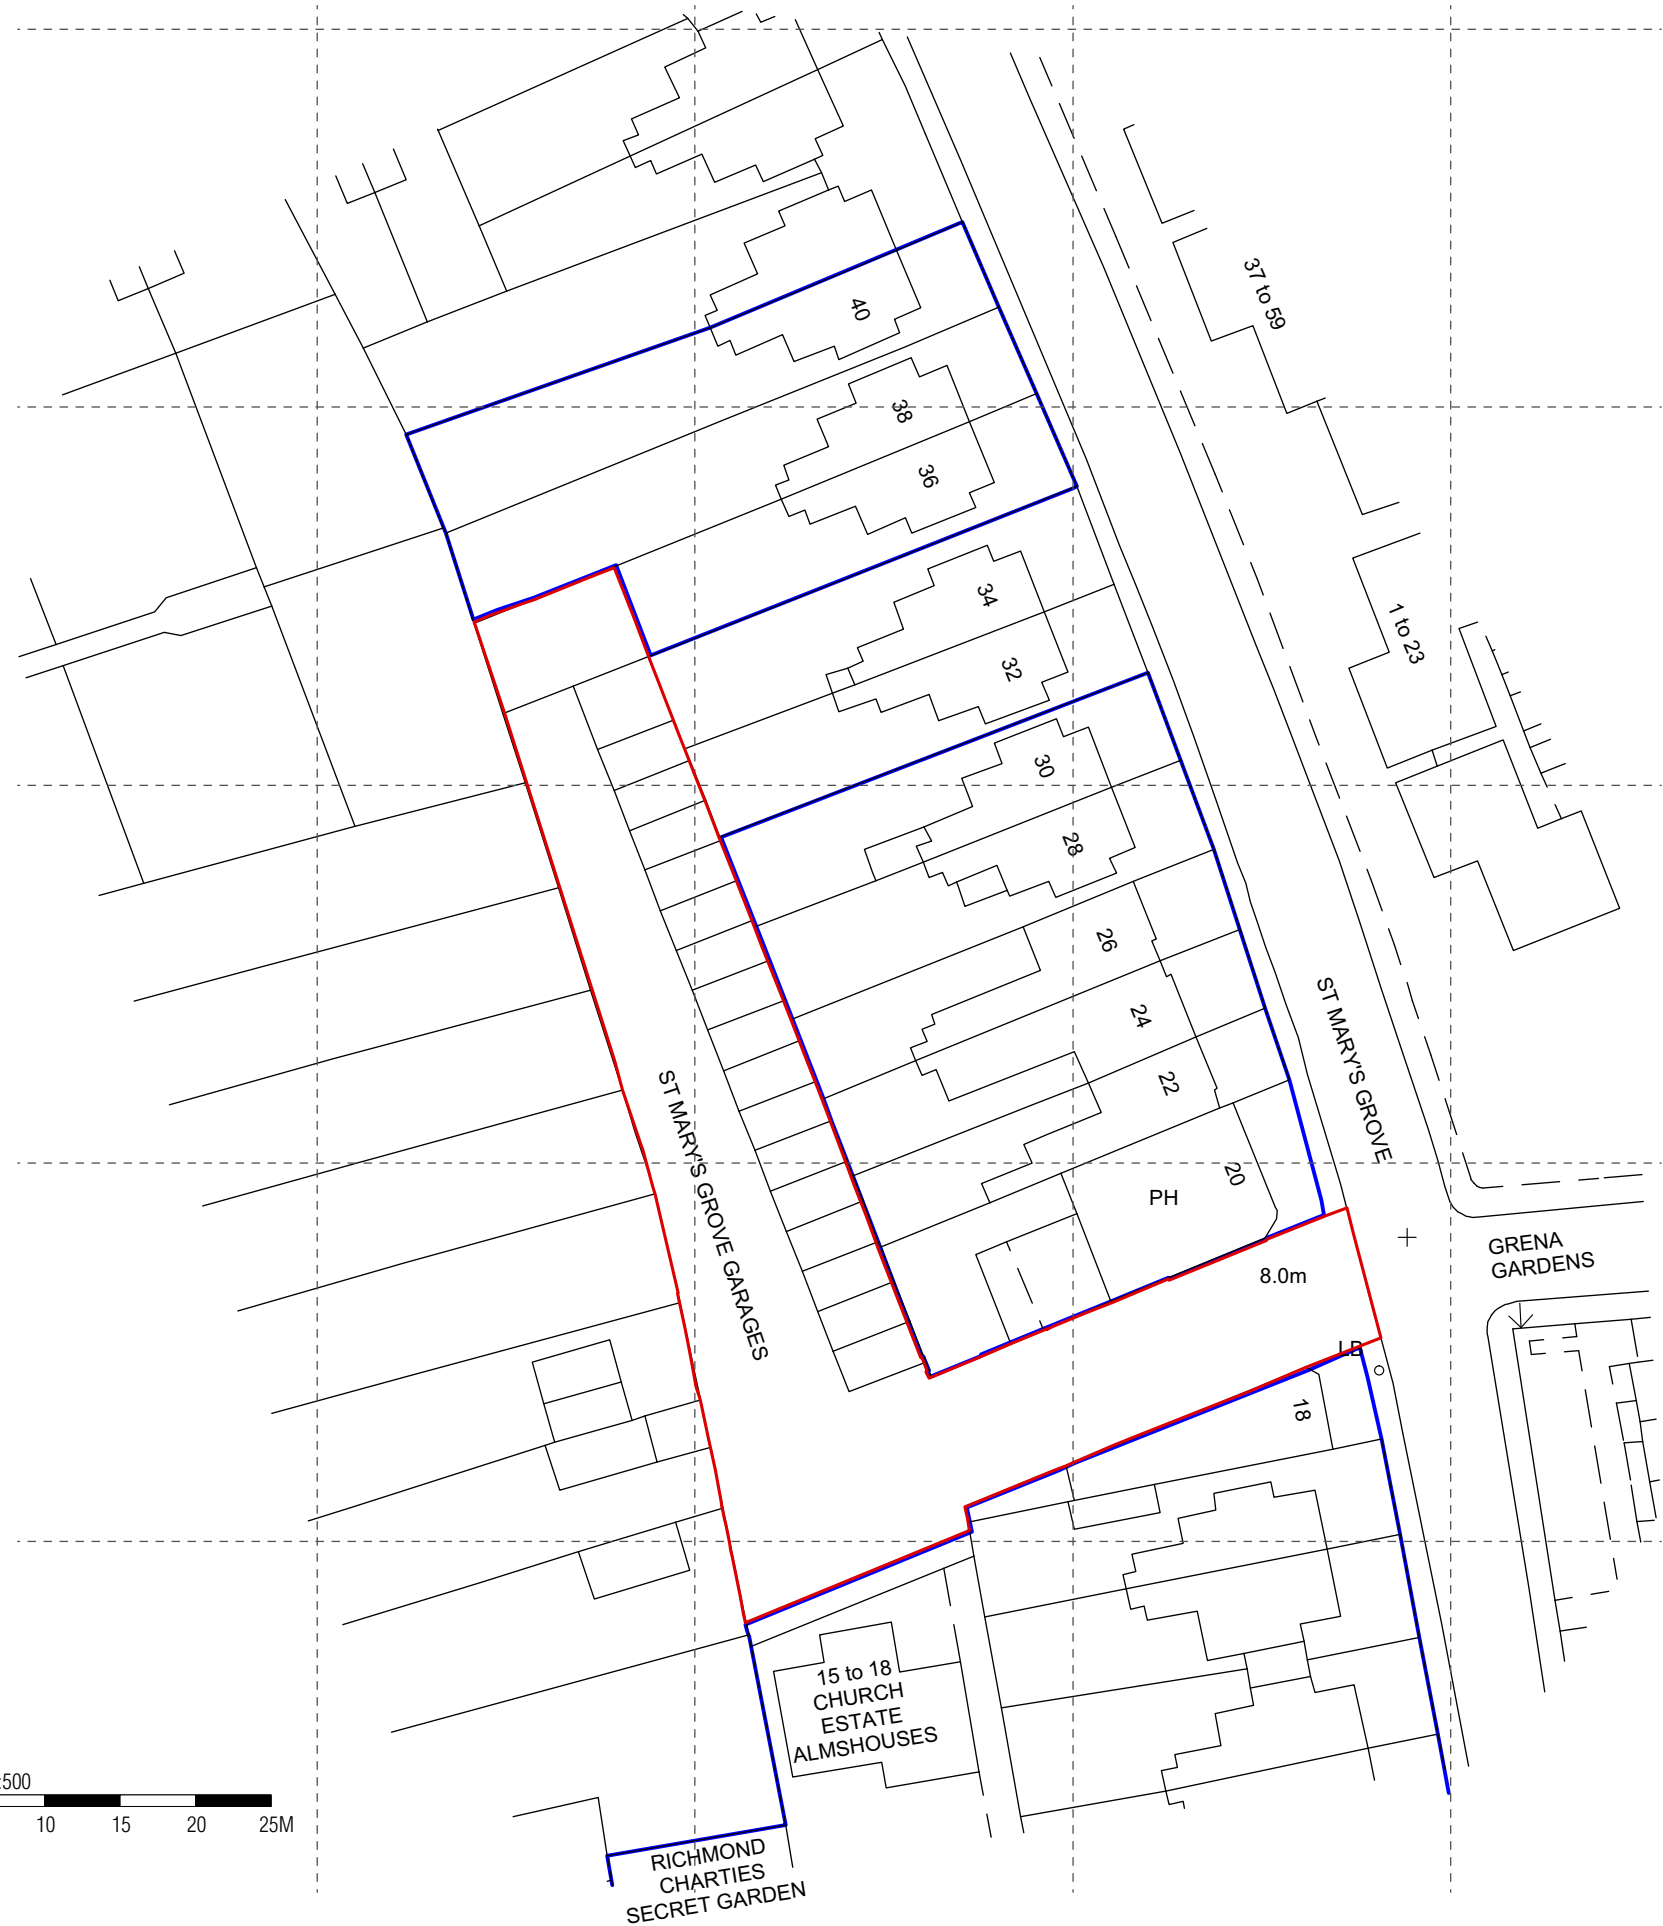 37 to 59
40
38
36
34
32
1 to 23
30
28
26
24
22
20
PH
ST MARY'S GROVE
ST MARY'S GROVE GARAGES
GRENA
GARDENS
8.0m
LB
18
15 to 18
CHURCH
ESTATE
ALMSHOUSES
:500
10 15 20 25M
RICHMOND
CHARTIES
SECRET GARDEN